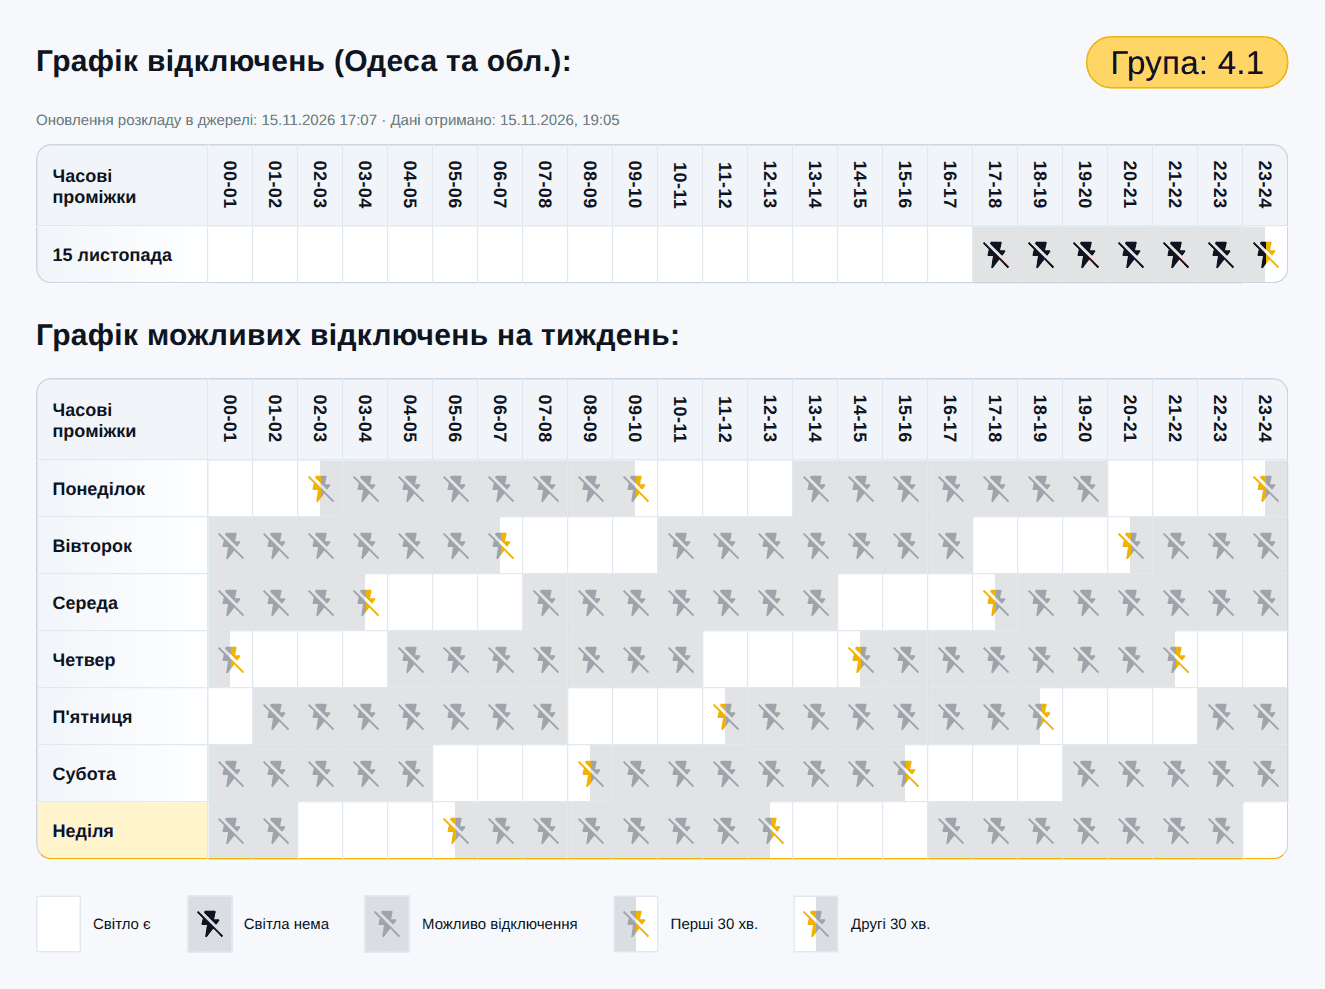 Графік відключень (Одеса та обл.):
Група: 4.1
Оновлення розкладу в джерелі: 15.11.2026 17:07 · Дані отримано: 15.11.2026, 19:05
Часові проміжки 00-01 01-02 02-03 03-04 04-05 05-06 06-07 07-08 08-09 09-10 10-11 11-12 12-13 13-14 14-15 15-16 16-17 17-18 18-19 19-20 20-21 21-22 22-23 23-24
15 листопада
Графік можливих відключень на тиждень:
Часові проміжки 00-01 01-02 02-03 03-04 04-05 05-06 06-07 07-08 08-09 09-10 10-11 11-12 12-13 13-14 14-15 15-16 16-17 17-18 18-19 19-20 20-21 21-22 22-23 23-24
Понеділок
Вівторок
Середа
Четвер
П'ятниця
Субота
Неділя
Світло є Світла нема Можливо відключення Перші 30 хв. Другі 30 хв.